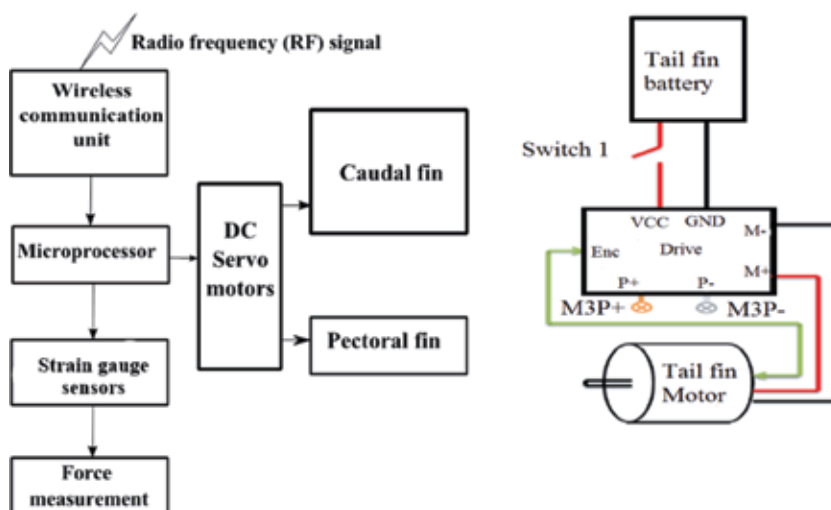 Radio frequency (RF) signal
Wireless
communication
unit
Microprocessor
Strain gauge
sensors
Force
measurement
DC
Servo
motors
Caudal fin
Pectoral fin
Tail fin
battery
Switch 1
VCC GND
M-
Enc Drive
M+
P+ P-
M3P+ M3P-
Tail fin
Motor